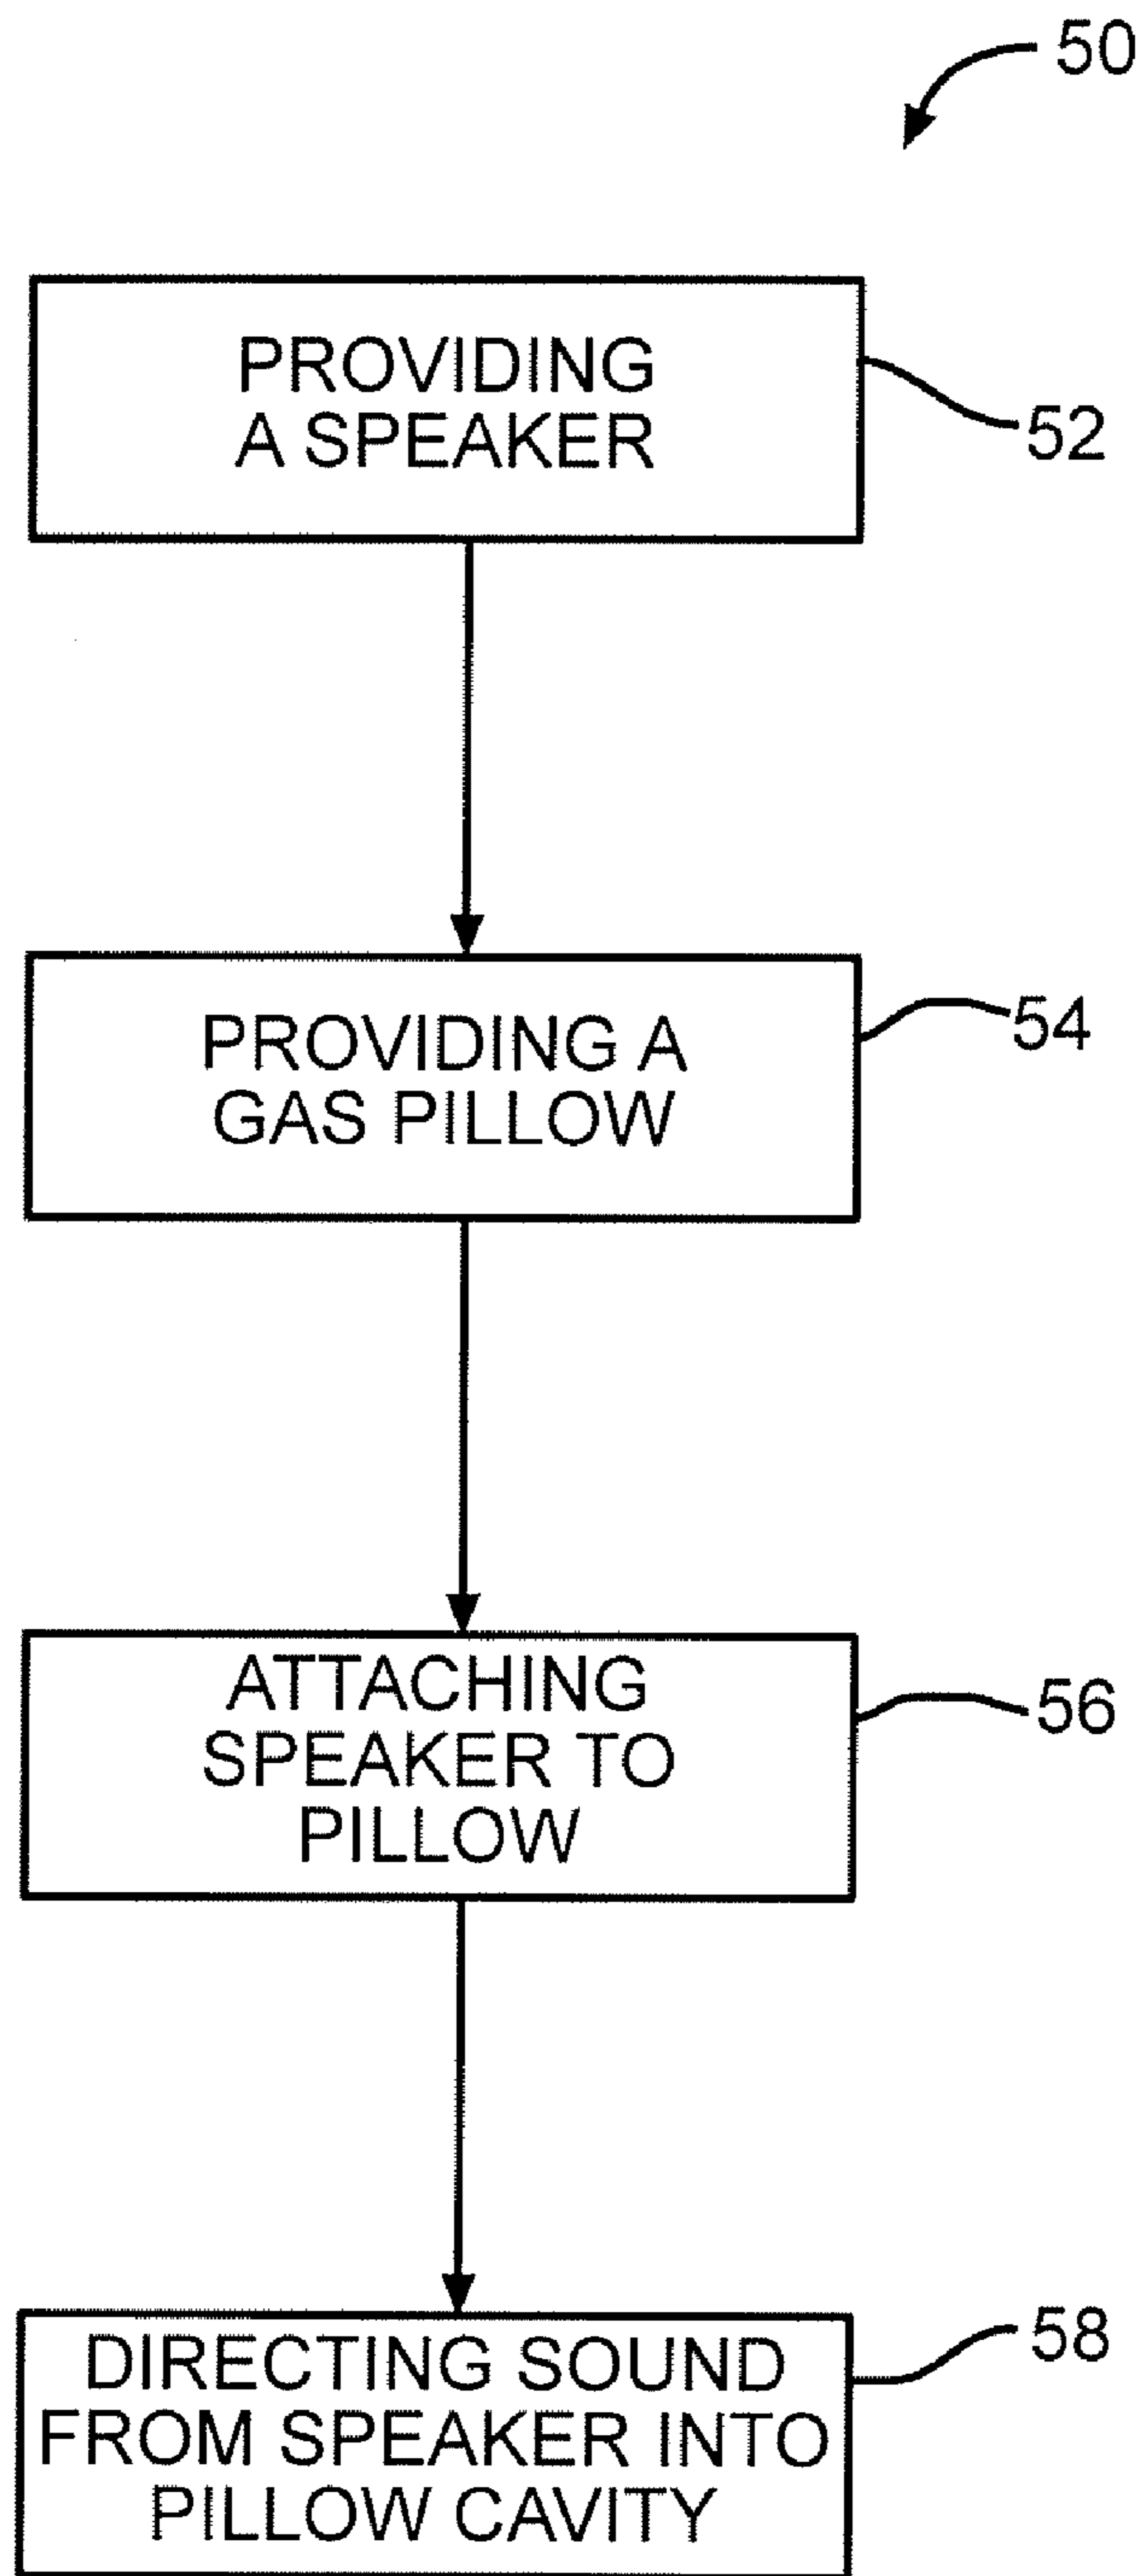 50
PROVIDING
A SPEAKER
52
PROVIDING A
GAS PILLOW
54
ATTACHING
SPEAKER TO
PILLOW
56
DIRECTING SOUND
FROM SPEAKER INTO
PILLOW CAVITY
58